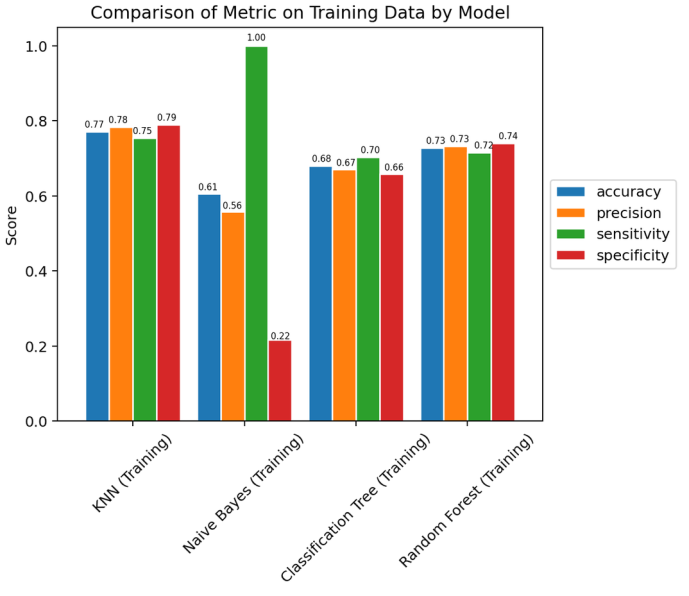 Comparison of Metric on Training Data by Model
Score
1.0
0.8
0.6
0.4
0.2
0.0
0.77 0.78 0.75 0.79
0.61 0.56 1.00 0.22
0.68 0.67 0.70 0.66
0.73 0.73 0.72 0.74
KNN (Training)
Naive Bayes (Training)
Classification Tree (Training)
Random Forest (Training)
accuracy
precision
sensitivity
specificity